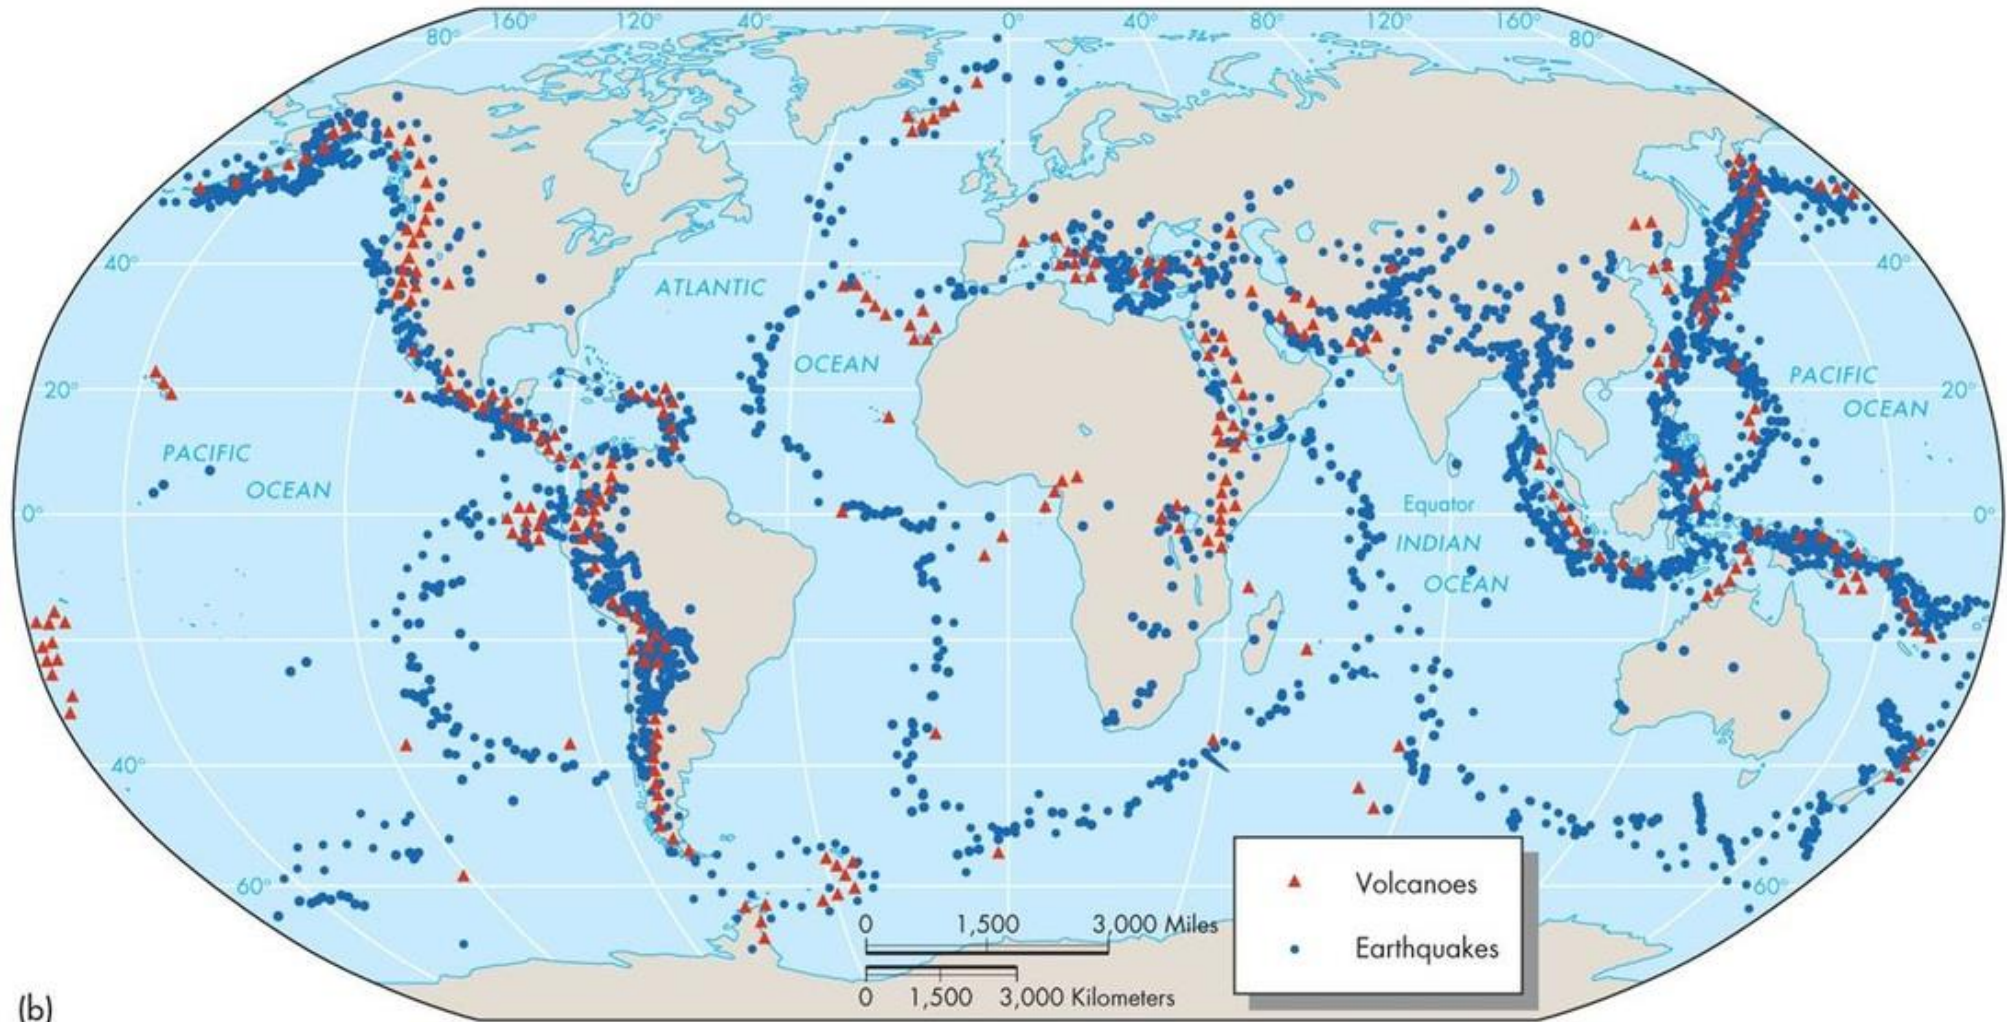 160° 120° 40° 0° 40° 80° 120° 160°
80° 80°
40° 40°
ATLANTIC
OCEAN
20° 20°
PACIFIC
OCEAN
PACIFIC
OCEAN
0° 0°
Equator
INDIAN
OCEAN
40°
60° 60°
Volcanoes
Earthquakes
0 1,500 3,000 Miles
0 1,500 3,000 Kilometers
(b)